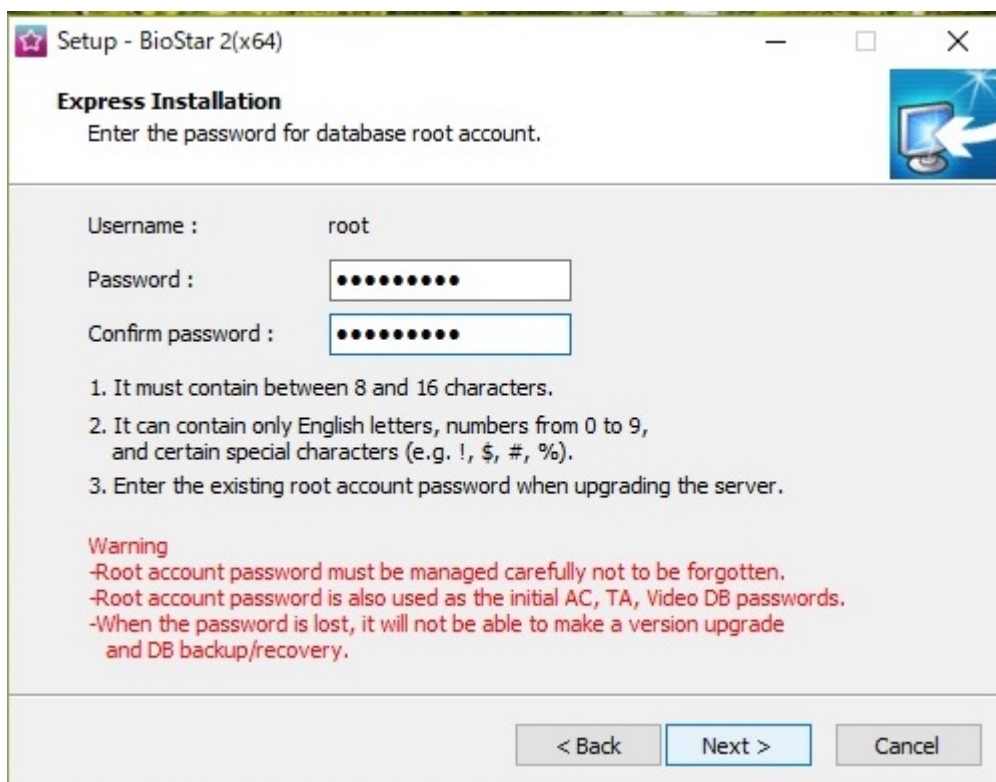 Setup - BioStar 2(x64)
Express Installation
Enter the password for database root account.
Username : root
Password : ●●●●●●●●●
Confirm password : ●●●●●●●●●
1. It must contain between 8 and 16 characters.
2. It can contain only English letters, numbers from 0 to 9,
and certain special characters (e.g. !, $, #, %).
3. Enter the existing root account password when upgrading the server.
Warning
-Root account password must be managed carefully not to be forgotten.
-Root account password is also used as the initial AC, TA, Video DB passwords.
-When the password is lost, it will not be able to make a version upgrade
and DB backup/recovery.
< Back Next > Cancel